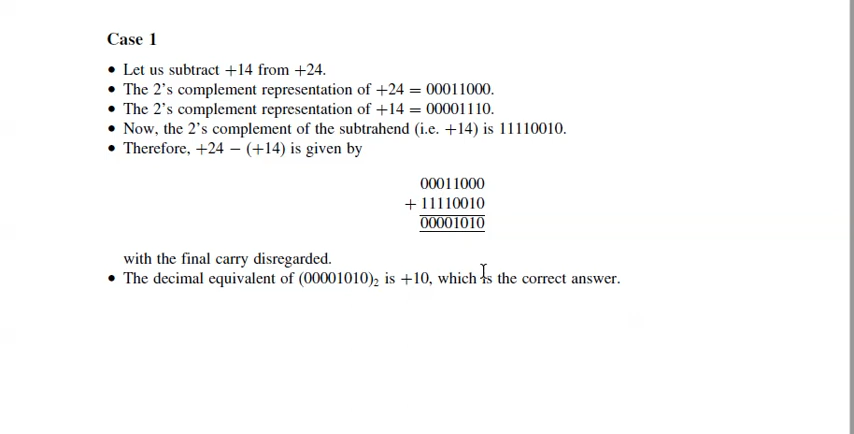 Case 1
• Let us subtract +14 from +24.
• The 2's complement representation of +24 = 00011000.
• The 2's complement representation of +14 = 00001110.
• Now, the 2's complement of the subtrahend (i.e. +14) is 11110010.
• Therefore, +24 − (+14) is given by
00011000
+ 11110010
00001010
with the final carry disregarded.
• The decimal equivalent of (00001010)₂ is +10, which is the correct answer.